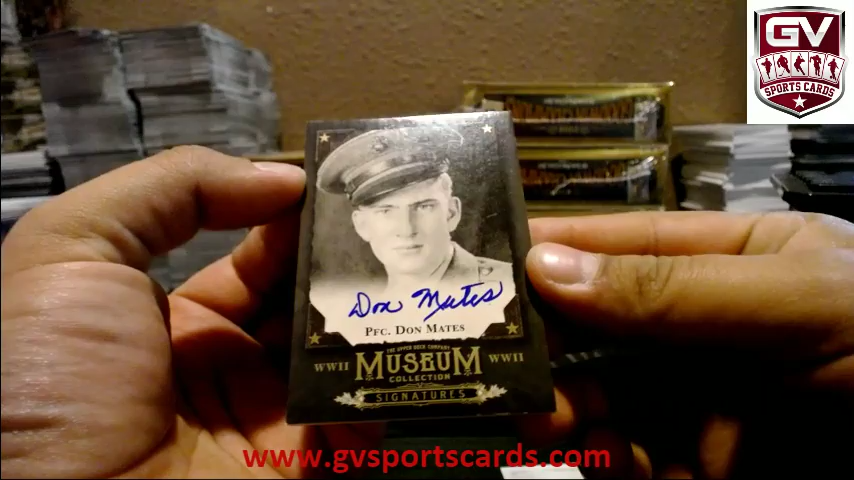 GV
SPORTS CARDS
Don Mates
PFC. DON MATES
THE UPPER DECK COMPANY
WWII MUSEUM WWII
COLLECTION
SIGNATURES
www.gvsportscards.com